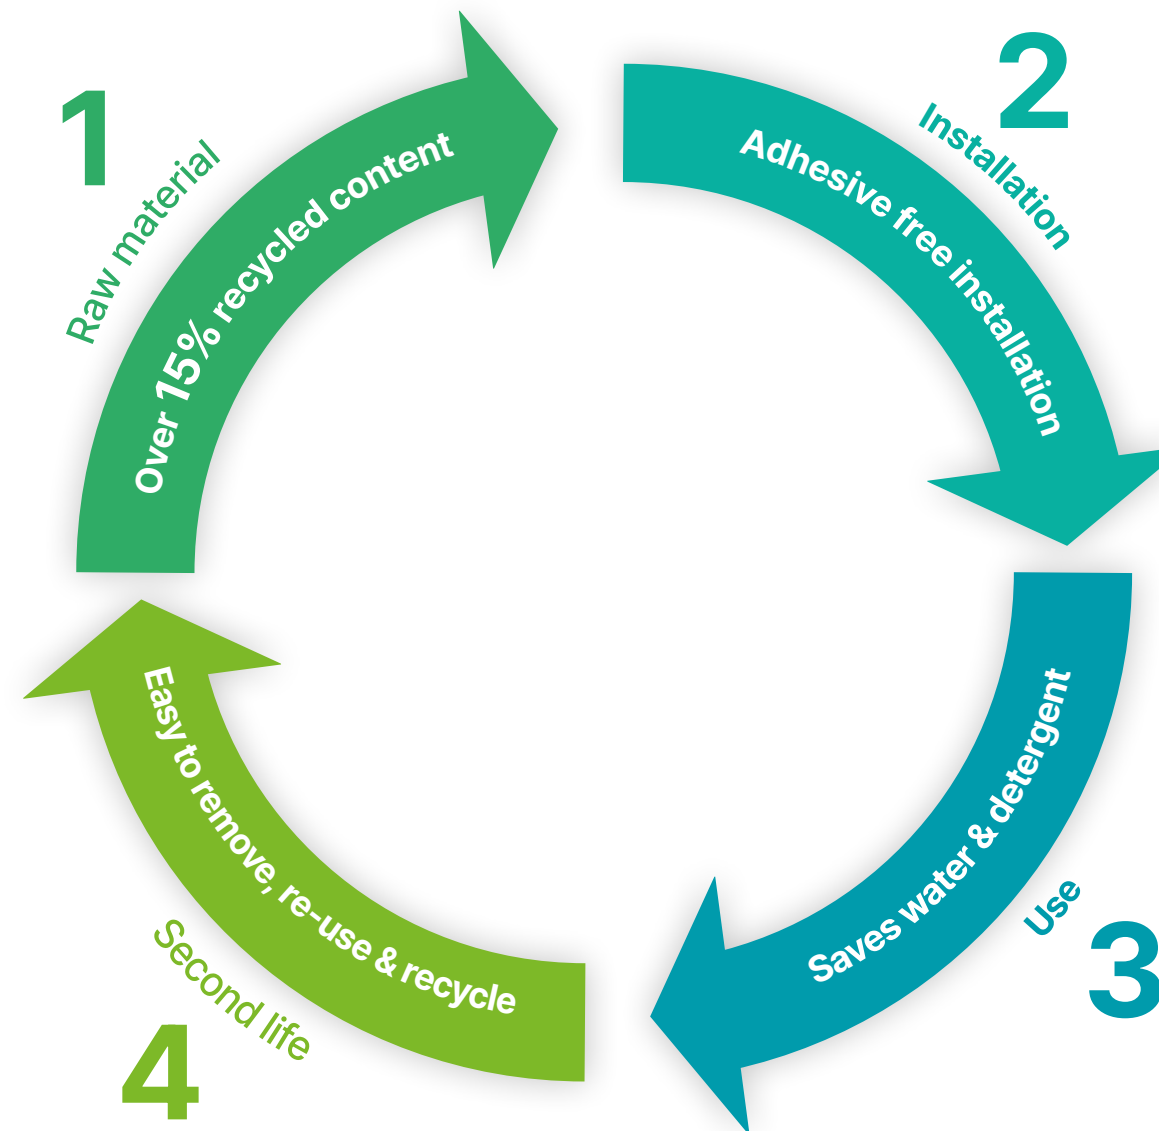 1
Raw material
Over 15% recycled content
2
Installation
Adhesive free installation
3
Use
Saves water & detergent
4
Second life
Easy to remove, re-use & recycle